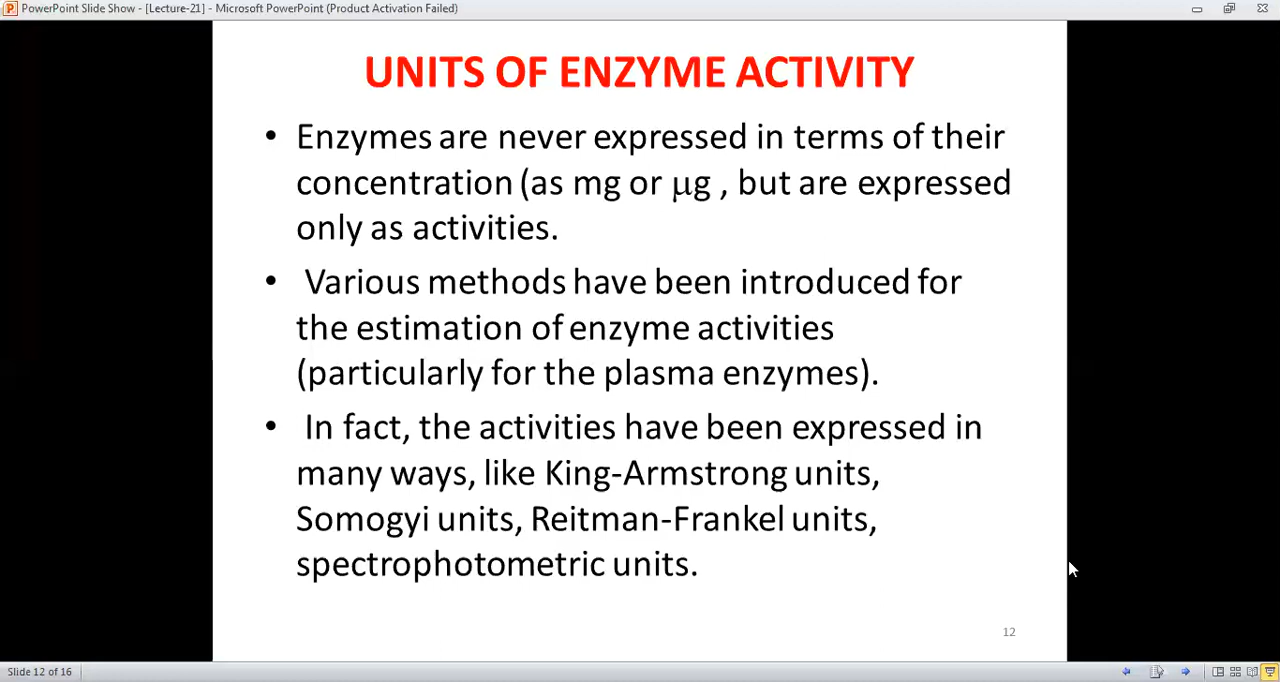 PowerPoint Slide Show - [Lecture-21] - Microsoft PowerPoint (Product Activation Failed)
UNITS OF ENZYME ACTIVITY
• Enzymes are never expressed in terms of their
concentration (as mg or μg , but are expressed
only as activities.
• Various methods have been introduced for
the estimation of enzyme activities
(particularly for the plasma enzymes).
• In fact, the activities have been expressed in
many ways, like King-Armstrong units,
Somogyi units, Reitman-Frankel units,
spectrophotometric units.
12
Slide 12 of 16